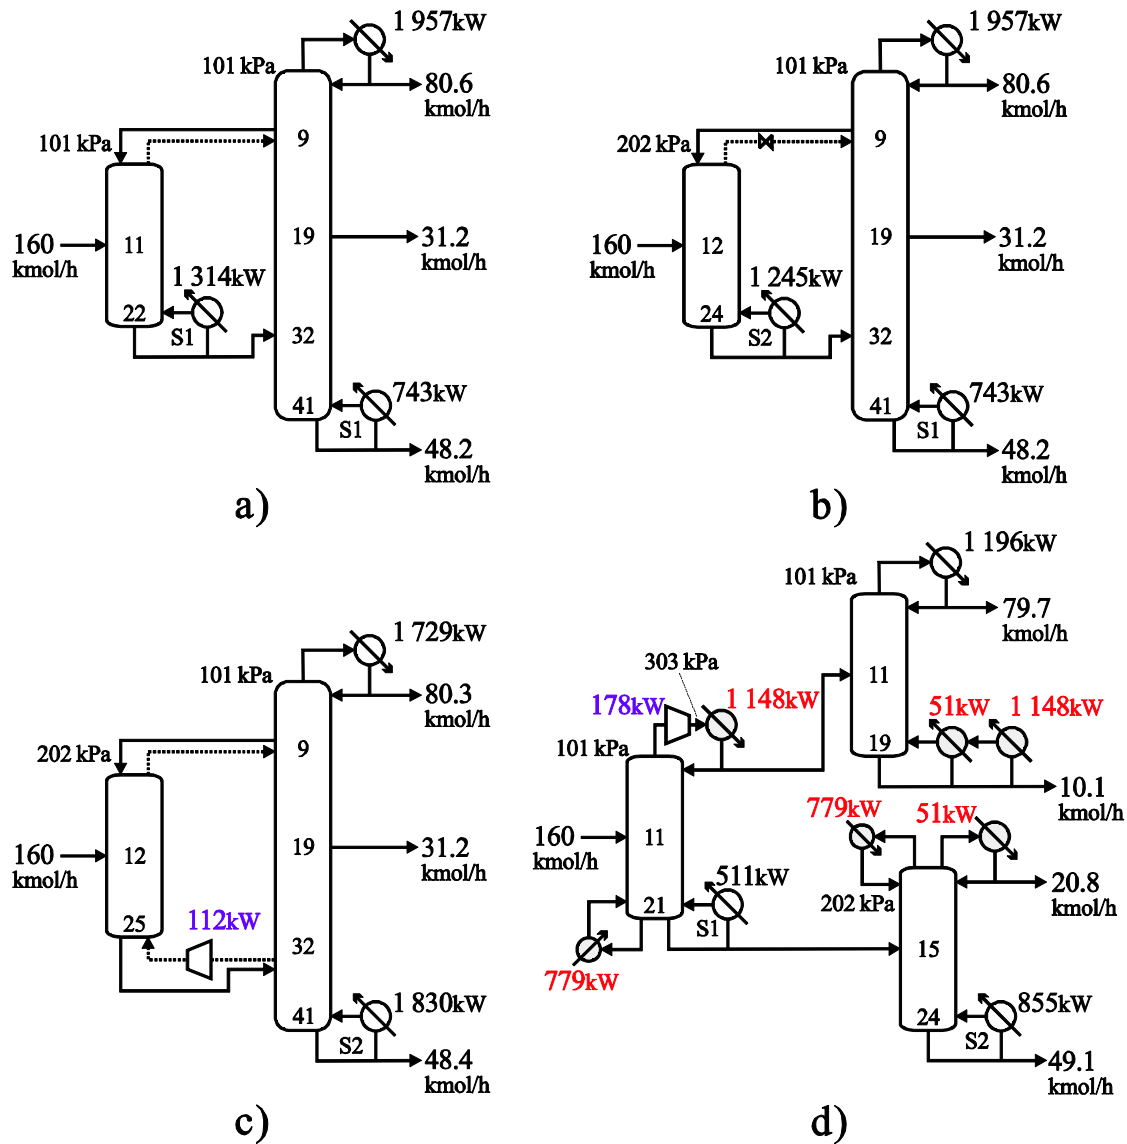 1 957kW
101 kPa
80.6
kmol/h
101 kPa
9
160
kmol/h
11
19
31.2
kmol/h
1 314kW
22
S1
32
743kW
41
S1
48.2
kmol/h
a)
1 957kW
101 kPa
80.6
kmol/h
202 kPa
9
160
kmol/h
12
19
31.2
kmol/h
1 245kW
24
S2
32
743kW
41
S1
48.2
kmol/h
b)
1 729kW
101 kPa
80.3
kmol/h
202 kPa
9
160
kmol/h
12
19
31.2
kmol/h
25
112kW
32
1 830kW
41
S2
48.4
kmol/h
c)
1 196kW
101 kPa
79.7
kmol/h
303 kPa
178kW
1 148kW
11
51kW
1 148kW
101 kPa
19
10.1
kmol/h
779kW
51kW
160
kmol/h
11
511kW
202 kPa
20.8
kmol/h
21
S1
15
779kW
855kW
24
S2
49.1
kmol/h
d)